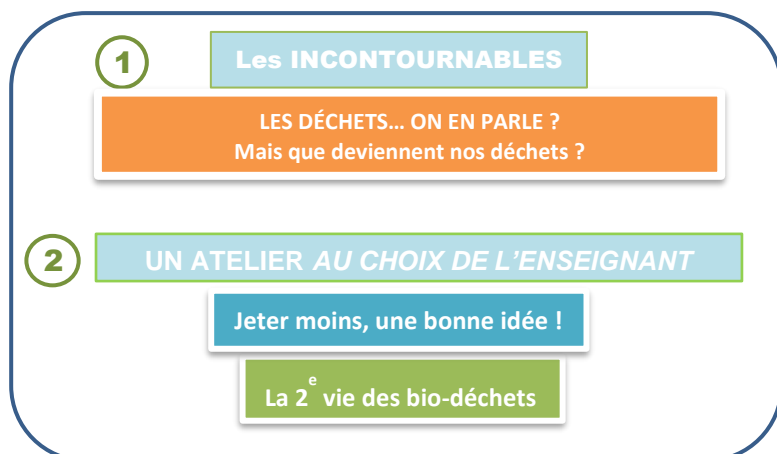 1 Les INCONTOURNABLES
LES DÉCHETS... ON EN PARLE ?
Mais que deviennent nos déchets ?
2 UN ATELIER AU CHOIX DE L'ENSEIGNANT
Jeter moins, une bonne idée !
La 2e vie des bio-déchets